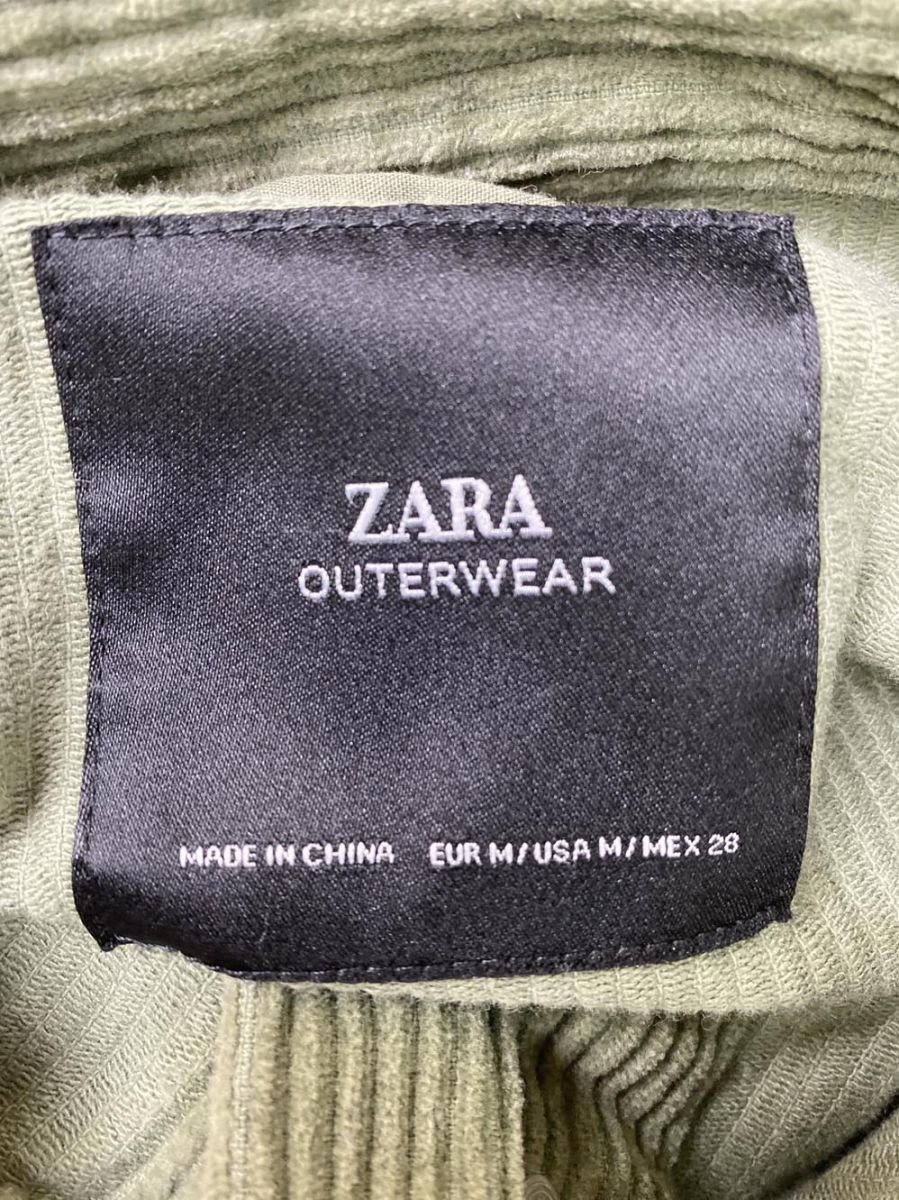 ZARA
OUTERWEAR
MADE IN CHINA EUR M/USA M/MEX 28